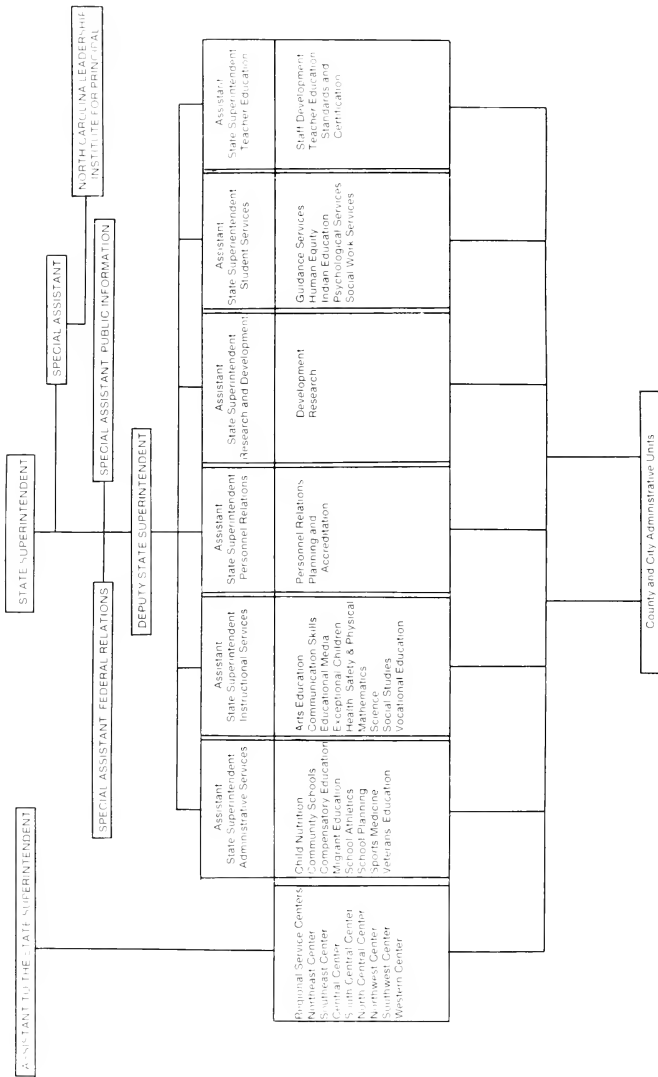 STATE SUPERINTENDENT
ASSISTANT TO THE STATE SUPERINTENDENT
SPECIAL ASSISTANT
NORTH CAROLINA LEADERSHIP
INSTITUTE FOR PRINCIPAL
SPECIAL ASSISTANT FEDERAL RELATIONS
SPECIAL ASSISTANT PUBLIC INFORMATION
DEPUTY STATE SUPERINTENDENT
Assistant
State Superintendent
Administrative Services
Assistant
State Superintendent
Instructional Services
Assistant
State Superintendent
Personnel Relations
Assistant
State Superintendent
Research and Development
Assistant
State Superientendent
Student Services
Assistant
State Superintendent
Teacher Education
Regional Service Centers
Northeast Center
Southeast Center
Central Center
South Central Center
North Central Center
Northwest Center
Southwest Center
Western Center
Child Nutrition
Community Schools
Compensatory Education
Migrant Education
School Athletics
School Planning
Sports Medicine
Veterans Education
Arts Education
Communication Skills
Educational Media
Exceptional Children
Health Safety & Physical
Mathematics
Science
Social Studies
Vocational Education
Personnel Relations
Planning and
Accreditation
Development
Research
Guidance Services
Human Equity
Indian Education
Psychological Services
Social Work Services
Staff Development
Teacher Education
Standards and
Certification
County and City Administrative Units